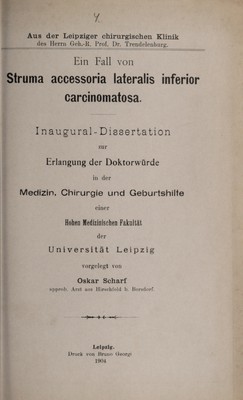 Y.
Aus der Leipziger chirurgischen Klinik
des Herrn Geh.-R. Prof. Dr. Trendelenburg.
Ein Fall von
Struma accessoria lateralis inferior
carcinomatosa.
Inaugural-Dissertation
zur
Erlangung der Doktorwürde
in der
Medizin, Chirurgie und Geburtshilfe
einer
Hohen Medizinischen Fakultät
der
Universität Leipzig
vorgelegt von
Oskar Scharf
approb. Arzt aus Hirschfeld b. Berzdorf
Leipzig.
Druck von Bruno Georgi
1904